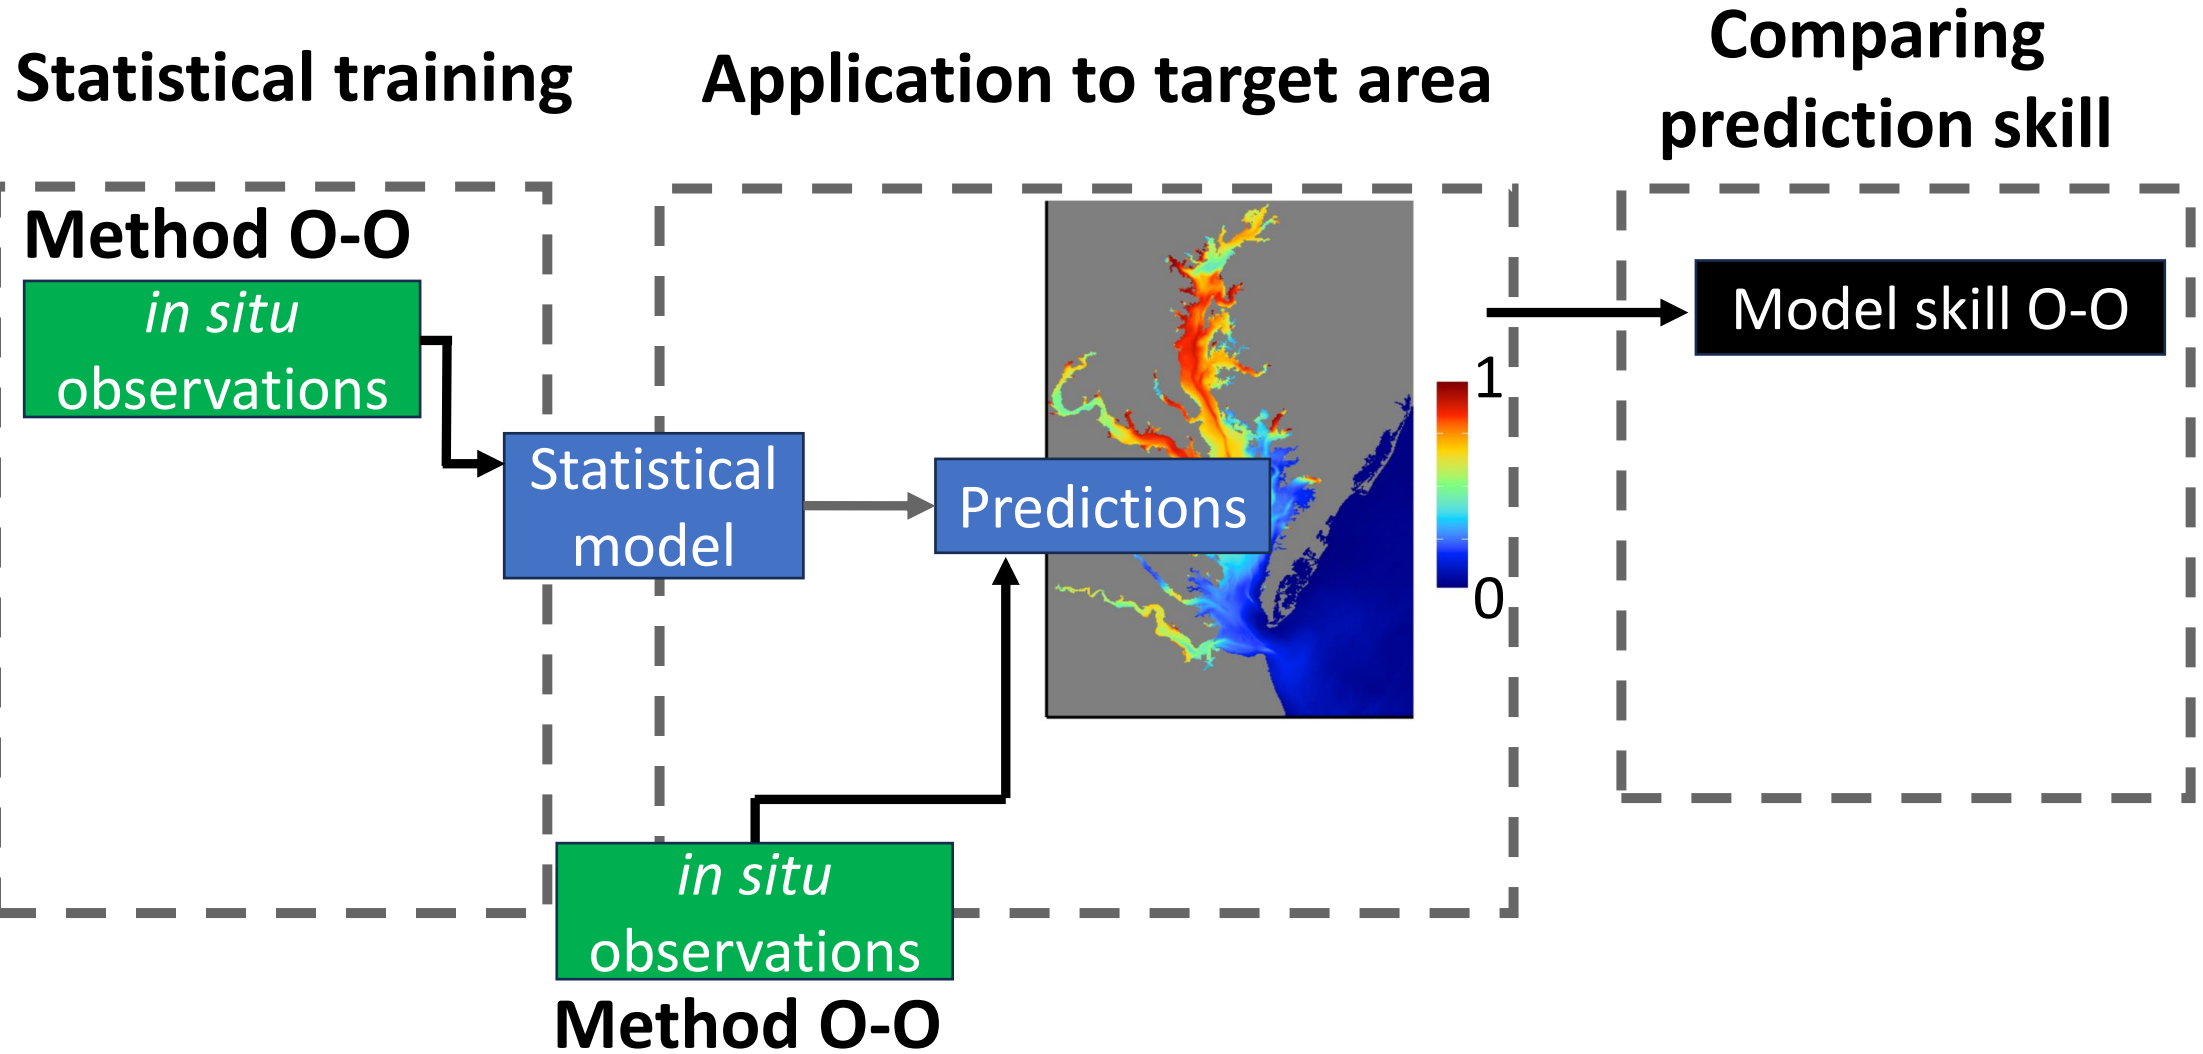 Statistical training
Application to target area
Comparing
prediction skill
Method O-O
in situ
observations
Statistical
model
Predictions
1
0
Model skill O-O
in situ
observations
Method O-O